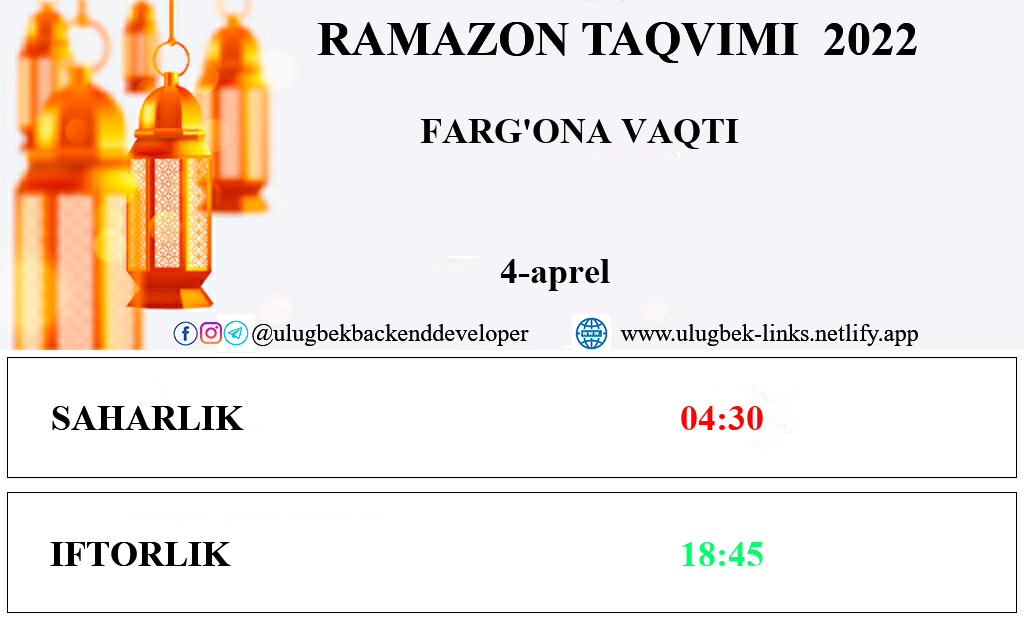 RAMAZON TAQVIMI 2022
FARG'ONA VAQTI
4-aprel
@ulugbekbackenddeveloper www.ulugbek-links.netlify.app
SAHARLIK 04:30
IFTORLIK 18:45